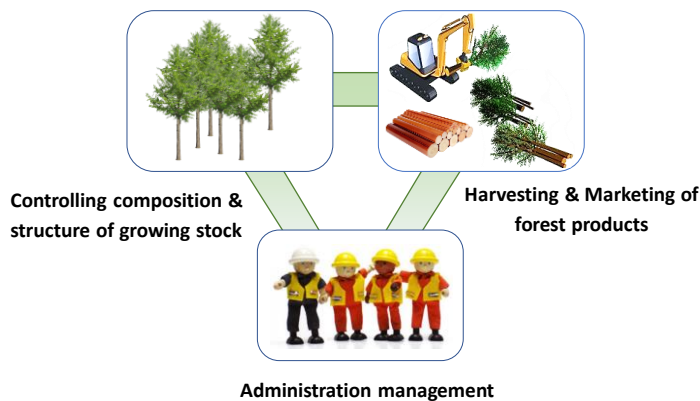 Controlling composition &
structure of growing stock
Harvesting & Marketing of
forest products
Administration management